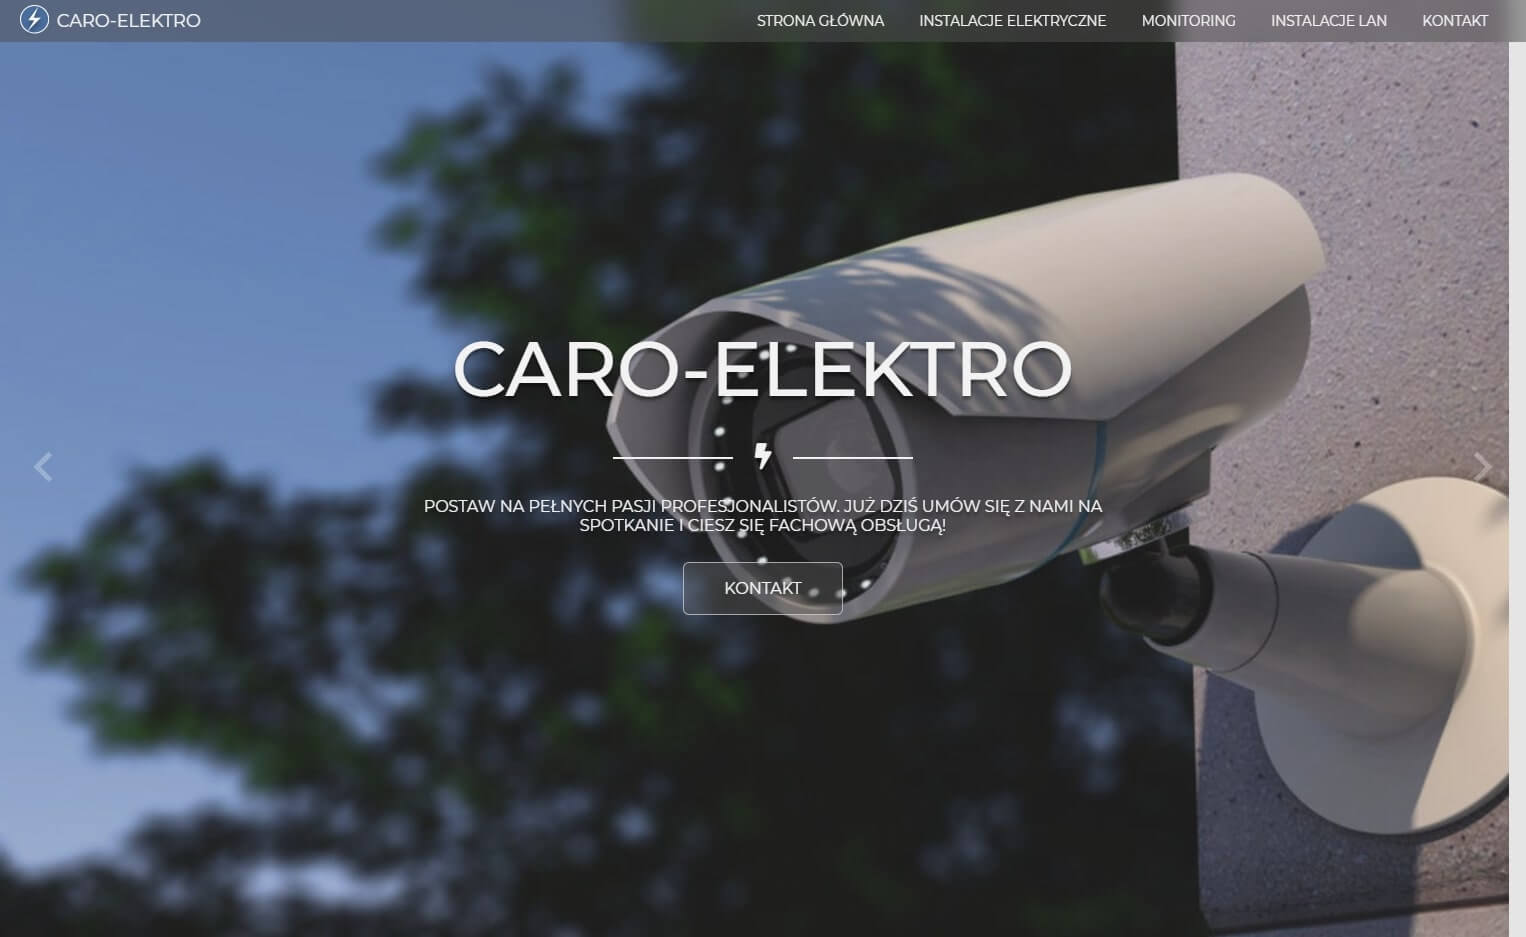 CARO-ELEKTRO
STRONA GŁÓWNA INSTALACJE ELEKTRYCZNE MONITORING INSTALACJE LAN KONTAKT
CARO-ELEKTRO
POSTAW NA PEŁNYCH PASJI PROFESJONALISTÓW. JUŻ DZIŚ UMÓW SIĘ Z NAMI NA
SPOTKANIE I CIESZ SIĘ FACHOWĄ OBSŁUGĄ!
KONTAKT